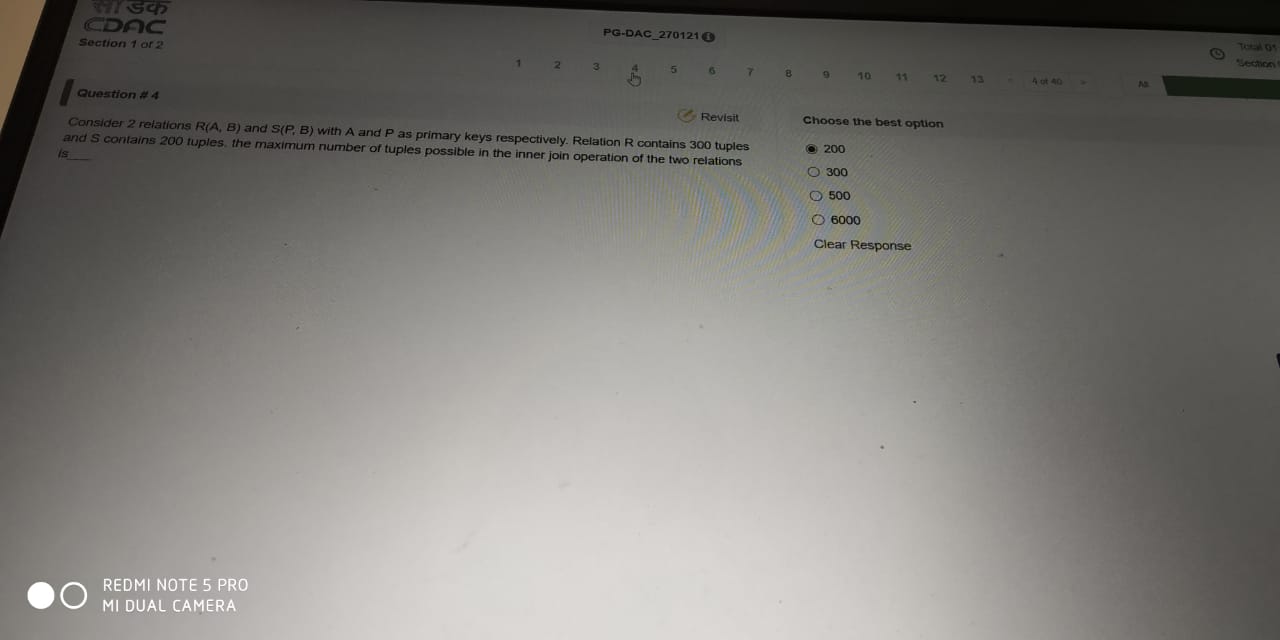 सी डैक
CDAC
Section 1 of 2
PG-DAC_270121
Total 01
Section
1 2 3 4 5 6 7 8 9 10 11 12 13 4 of 40 All
Question # 4
Revisit
Choose the best option
Consider 2 relations R(A, B) and S(P, B) with A and P as primary keys respectively. Relation R contains 300 tuples
and S contains 200 tuples. the maximum number of tuples possible in the inner join operation of the two relations
is____
200
300
500
6000
Clear Response
REDMI NOTE 5 PRO
MI DUAL CAMERA